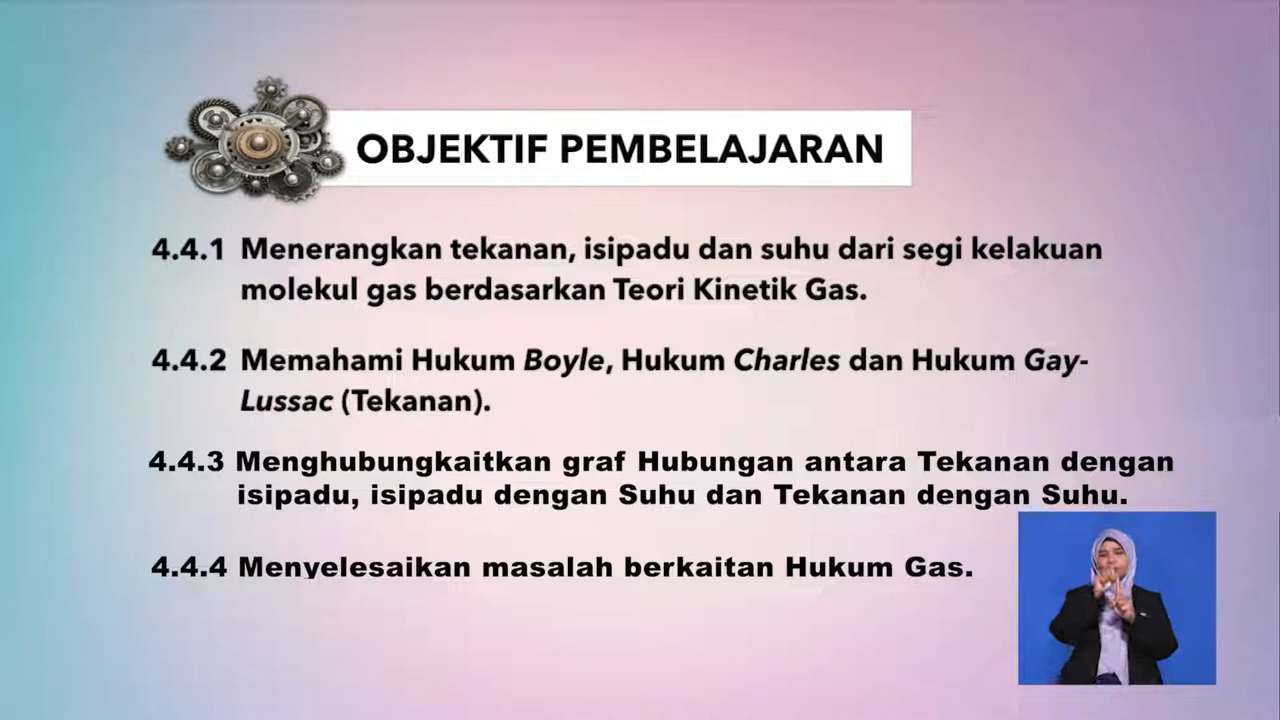 OBJEKTIF PEMBELAJARAN
4.4.1 Menerangkan tekanan, isipadu dan suhu dari segi kelakuan
molekul gas berdasarkan Teori Kinetik Gas.
4.4.2 Memahami Hukum Boyle, Hukum Charles dan Hukum Gay-
Lussac (Tekanan).
4.4.3 Menghubungkaitkan graf Hubungan antara Tekanan dengan
isipadu, isipadu dengan Suhu dan Tekanan dengan Suhu.
4.4.4 Menyelesaikan masalah berkaitan Hukum Gas.